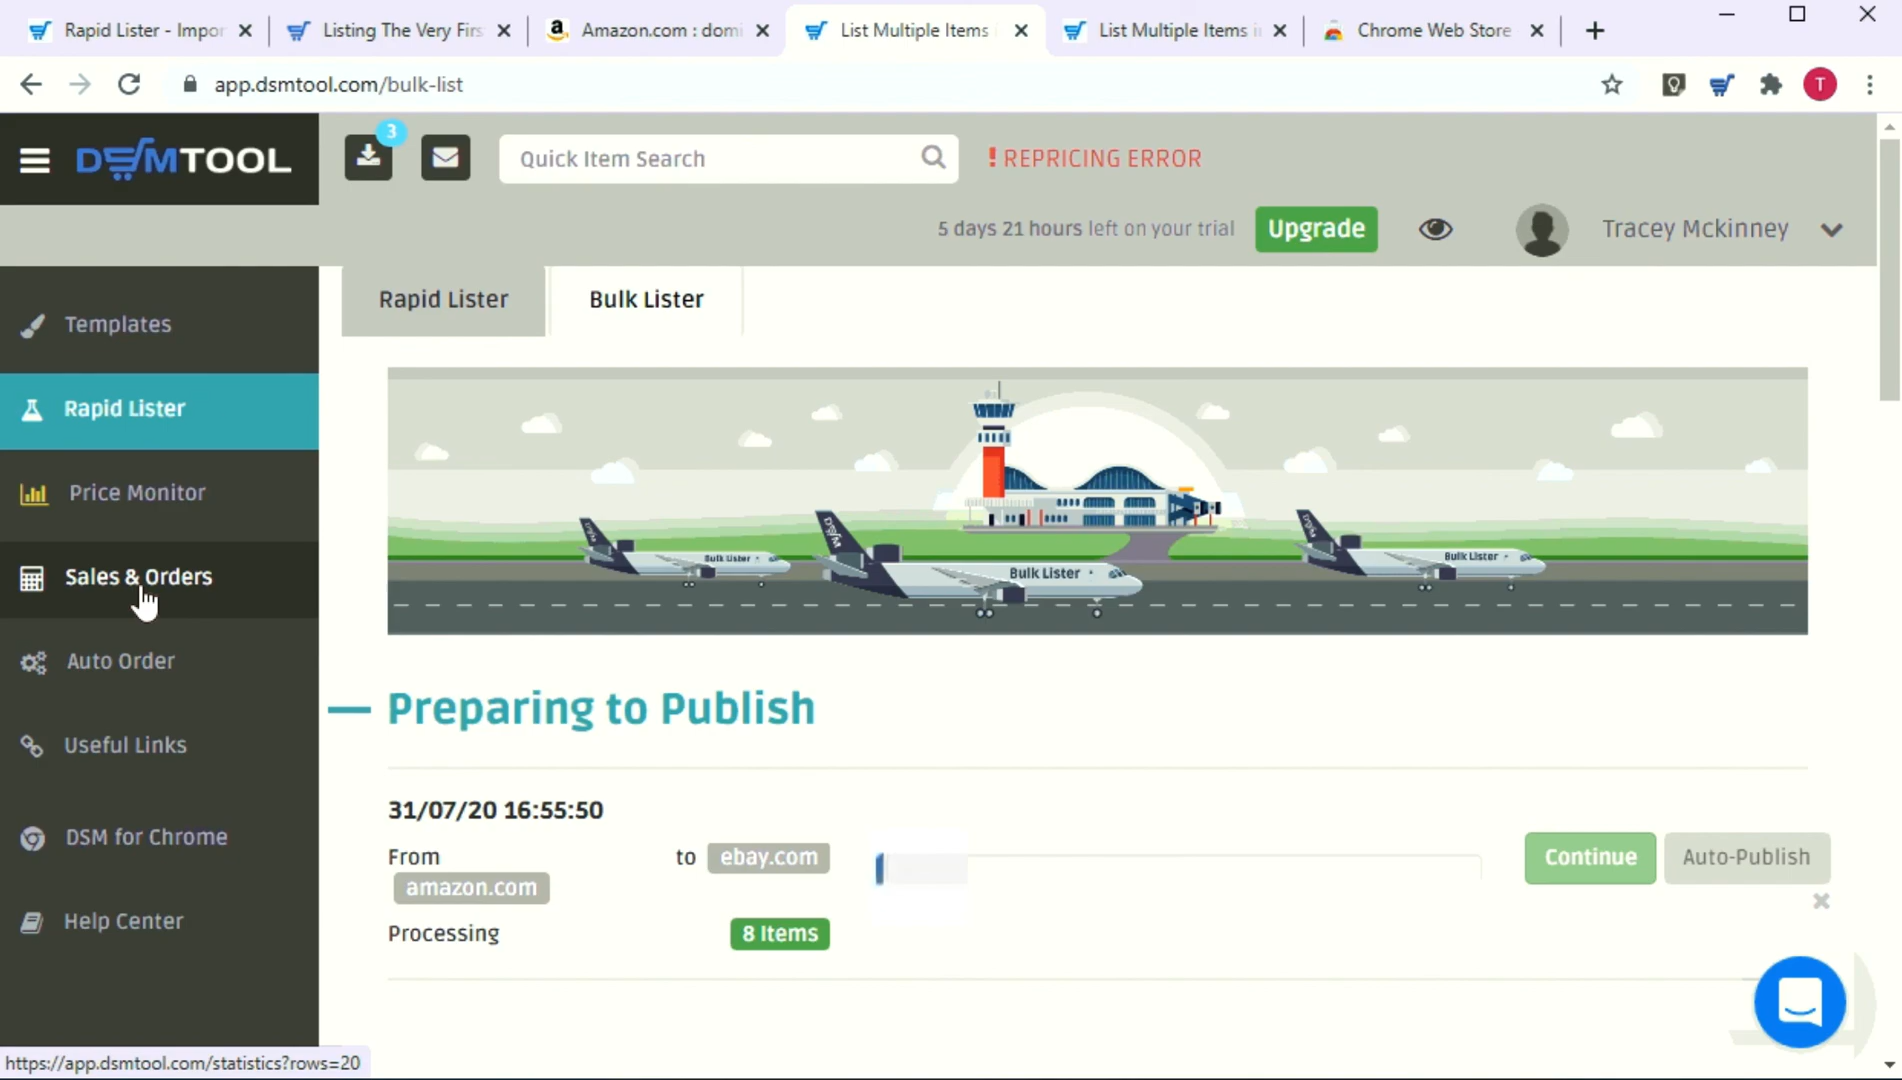 Rapid Lister - Impor
Listing The Very Firs
Amazon.com : domi
List Multiple Items
List Multiple Items i
Chrome Web Store
app.dsmtool.com/bulk-list
T
DSMTOOL
3
Quick Item Search
! REPRICING ERROR
5 days 21 hours left on your trial
Upgrade
Tracey Mckinney
Templates
Rapid Lister
Price Monitor
Sales & Orders
Auto Order
Useful Links
DSM for Chrome
Help Center
Rapid Lister
Bulk Lister
DSM
Bulk Lister
DSM
Bulk Lister
DSM
Bulk Lister
Preparing to Publish
31/07/20 16:55:50
From
amazon.com
to ebay.com
Continue
Auto-Publish
Processing
8 Items
https://app.dsmtool.com/statistics?rows=20